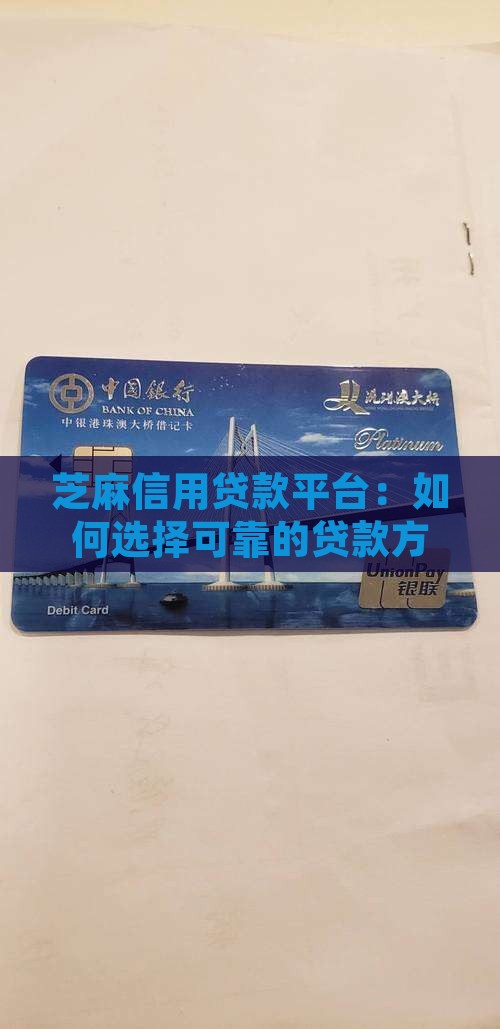 中国银行
BANK OF CHINA
中银港珠澳大桥借记卡
港珠澳大桥
Platinum
芝麻信用贷款平台：如
何选择可靠的贷款方
UnionPay
银联
Debit Card